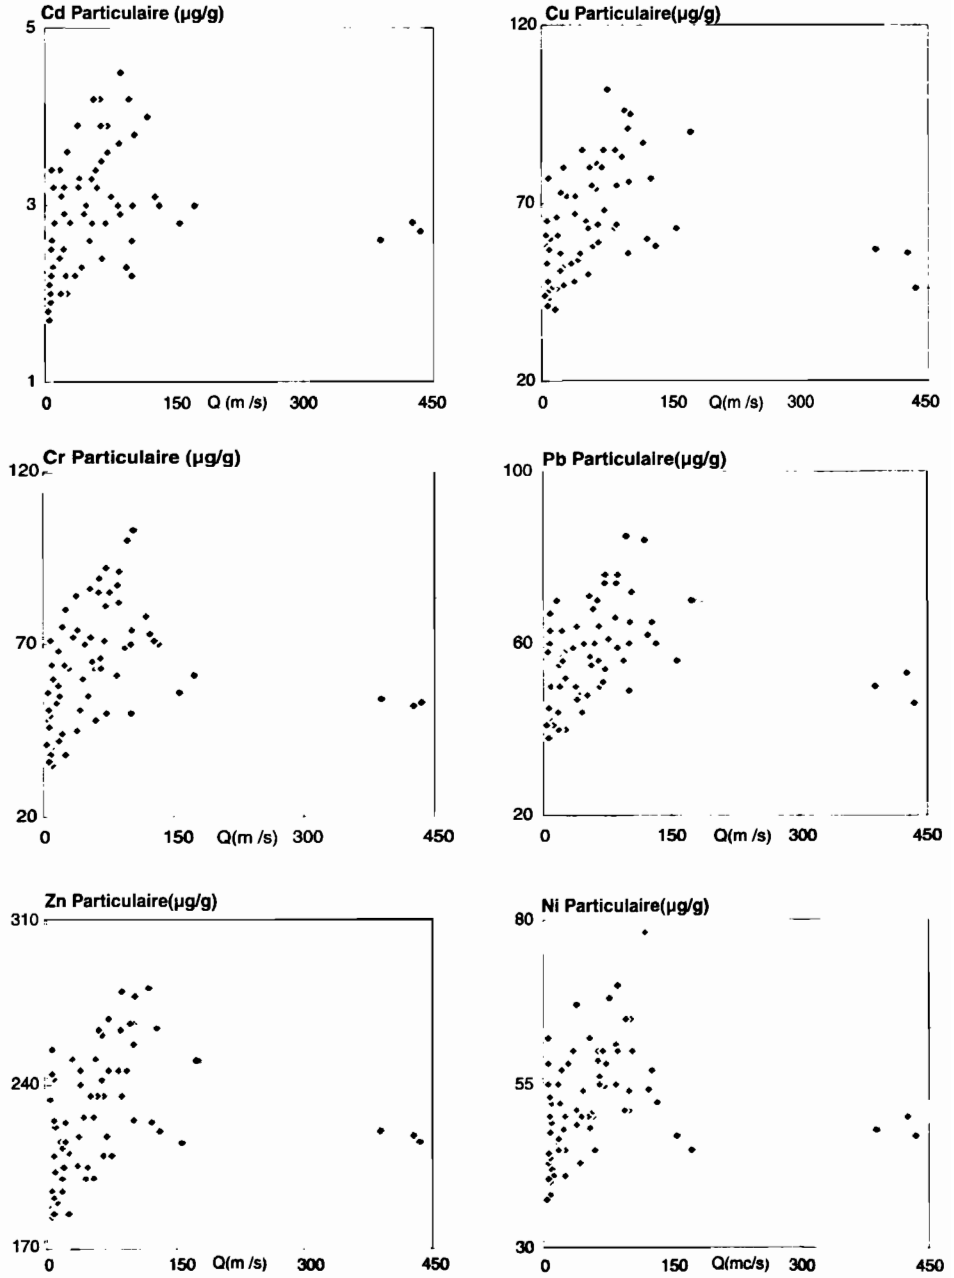 Cd Particulaire (µg/g)
5
3
1
0 150 Q (m /s) 300 450
Cu Particulaire(µg/g)
120
70
20
0 150 Q(m /s) 300 450
Cr Particulaire (µg/g)
120
70
20
0 150 Q(m /s) 300 450
Pb Particulaire(µg/g)
100
60
20
0 150 Q(m /s) 300 450
Zn Particulaire(µg/g)
310
240
170
0 150 Q(m /s) 300 450
Ni Particulaire(µg/g)
80
55
30
0 150 Q(mc/s) 300 450